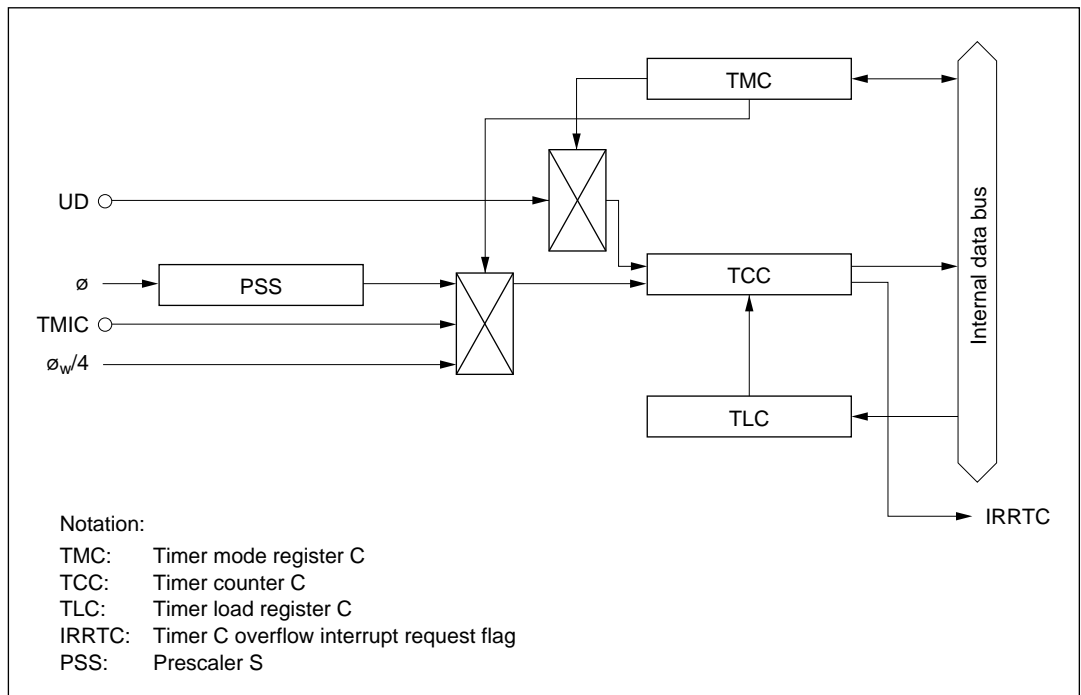 TMC
UD
TCC
Internal data bus
ø
PSS
TMIC
øw/4
TLC
IRRTC
Notation:
TMC: Timer mode register C
TCC: Timer counter C
TLC: Timer load register C
IRRTC: Timer C overflow interrupt request flag
PSS: Prescaler S